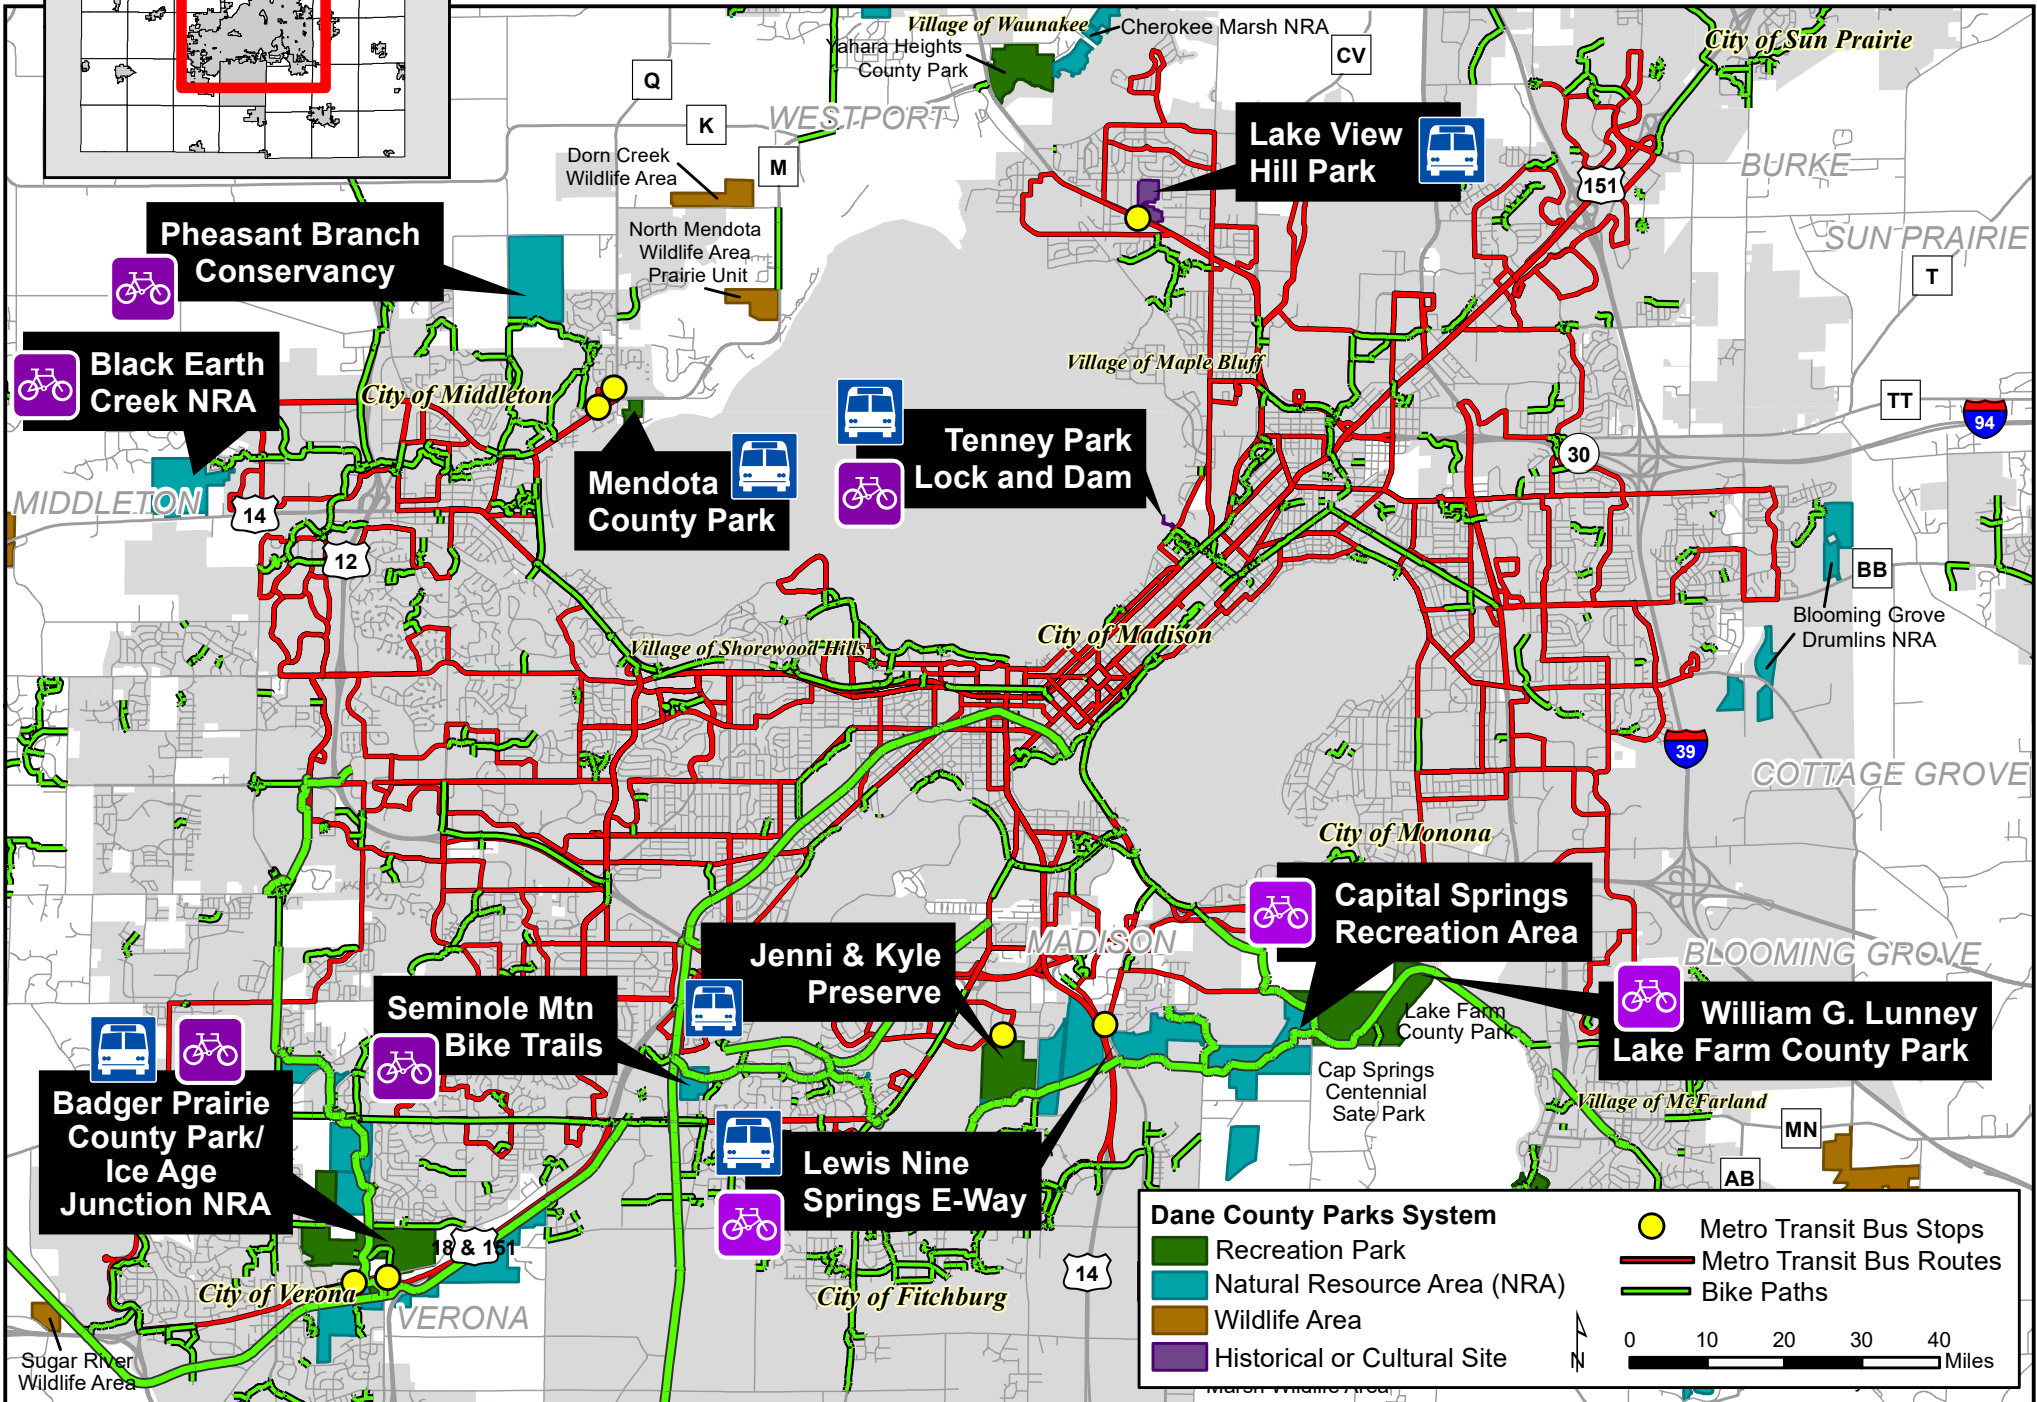 Village of Waunakee
Cherokee Marsh NRA
Yahara Heights
County Park
CV
City of Sun Prairie
Q
K
WESTPORT
M
Dorn Creek
Wildlife Area
Lake View
Hill Park
BURKE
151
SUN PRAIRIE
T
Pheasant Branch
Conservancy
North Mendota
Wildlife Area
Prairie Unit
Black Earth
Creek NRA
City of Middleton
Village of Maple Bluff
TT
94
Tenney Park
Lock and Dam
30
Mendota
County Park
MIDDLETON
14
12
BB
Blooming Grove
Drumlins NRA
City of Madison
Village of Shorewood Hills
39
COTTAGE GROVE
City of Monona
Capital Springs
Recreation Area
MADISON
BLOOMING GROVE
Jenni & Kyle
Preserve
Seminole Mtn
Bike Trails
Lake Farm
County Park
William G. Lunney
Lake Farm County Park
Cap Springs
Centennial
Sate Park
Badger Prairie
County Park/
Ice Age
Junction NRA
Village of McFarland
MN
AB
Lewis Nine
Springs E-Way
18 & 151
14
City of Verona
VERONA
City of Fitchburg
Sugar River
Wildlife Area
Dane County Parks System
Recreation Park
Natural Resource Area (NRA)
Wildlife Area
Historical or Cultural Site
Metro Transit Bus Stops
Metro Transit Bus Routes
Bike Paths
N
0 10 20 30 40
Miles
Marsh Wildlife Area